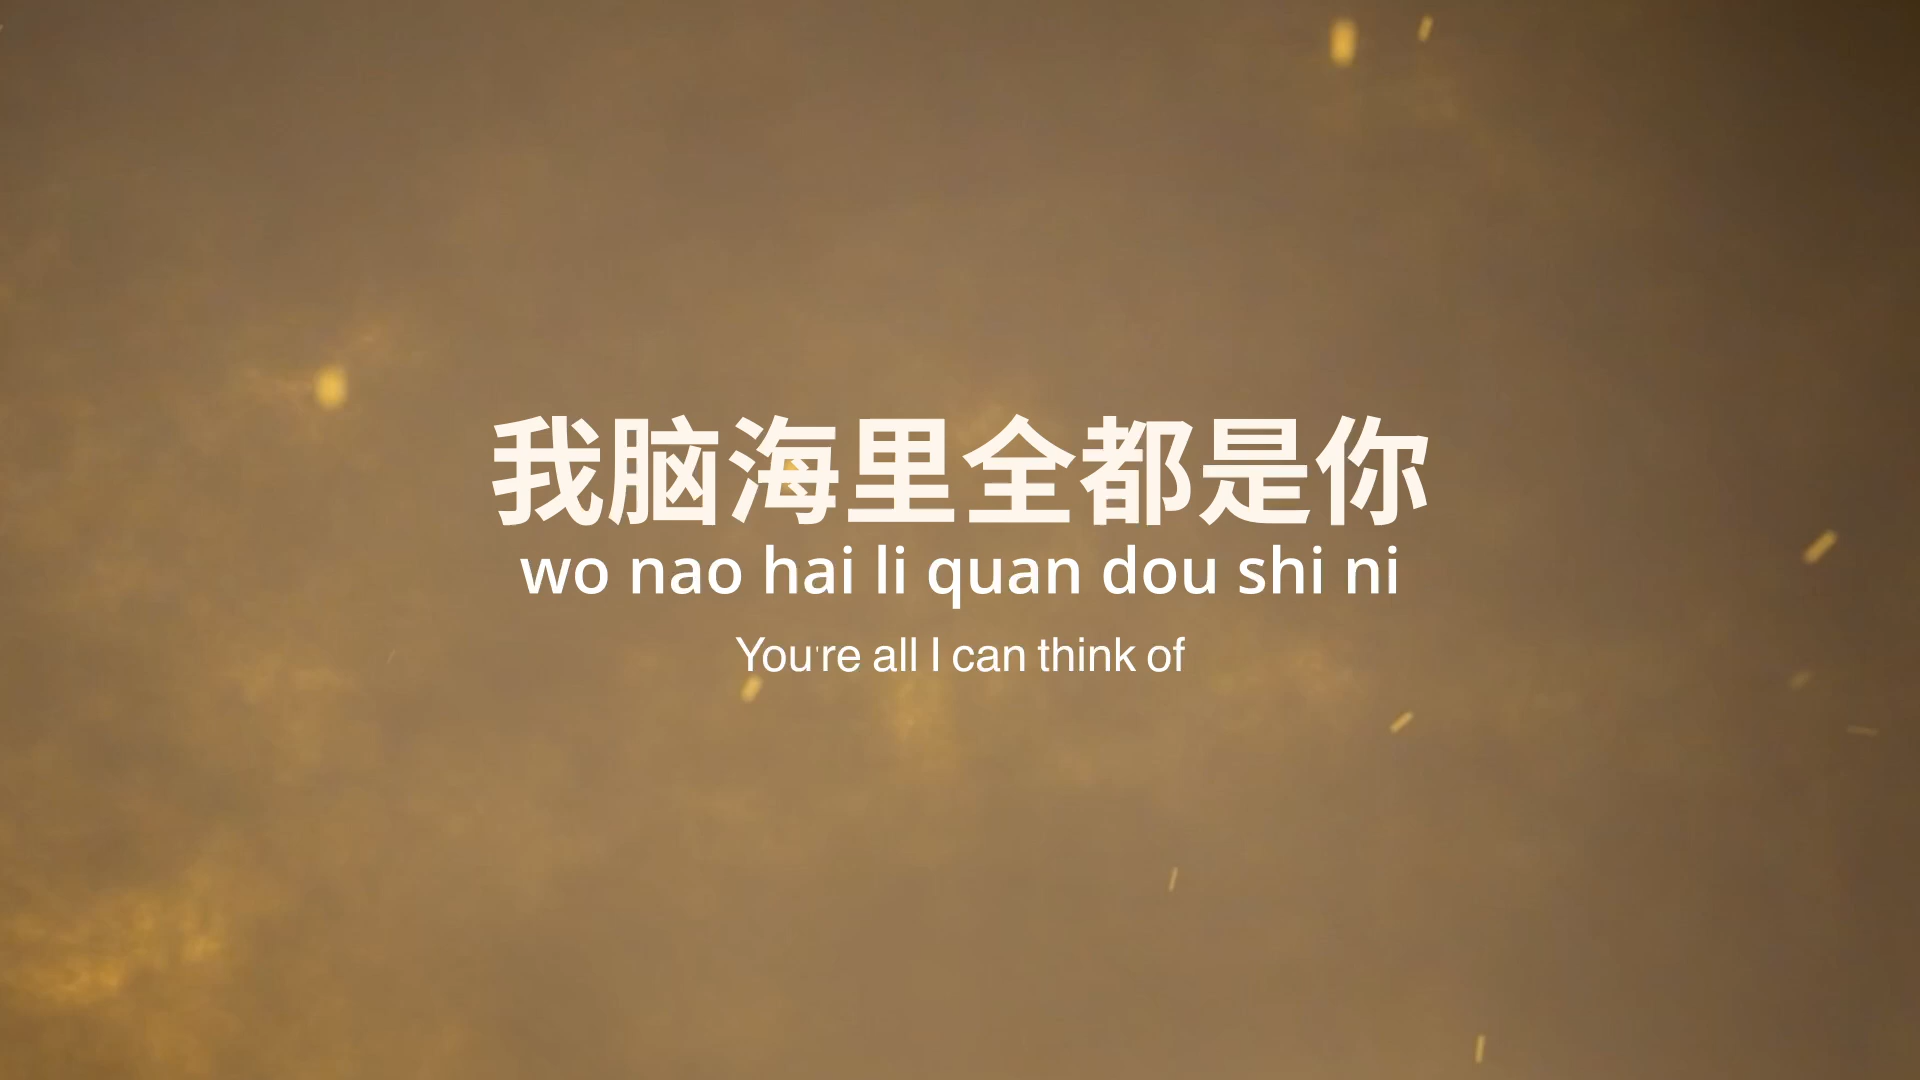 我脑海里全都是你
wo nao hai li quan dou shi ni
You're all I can think of